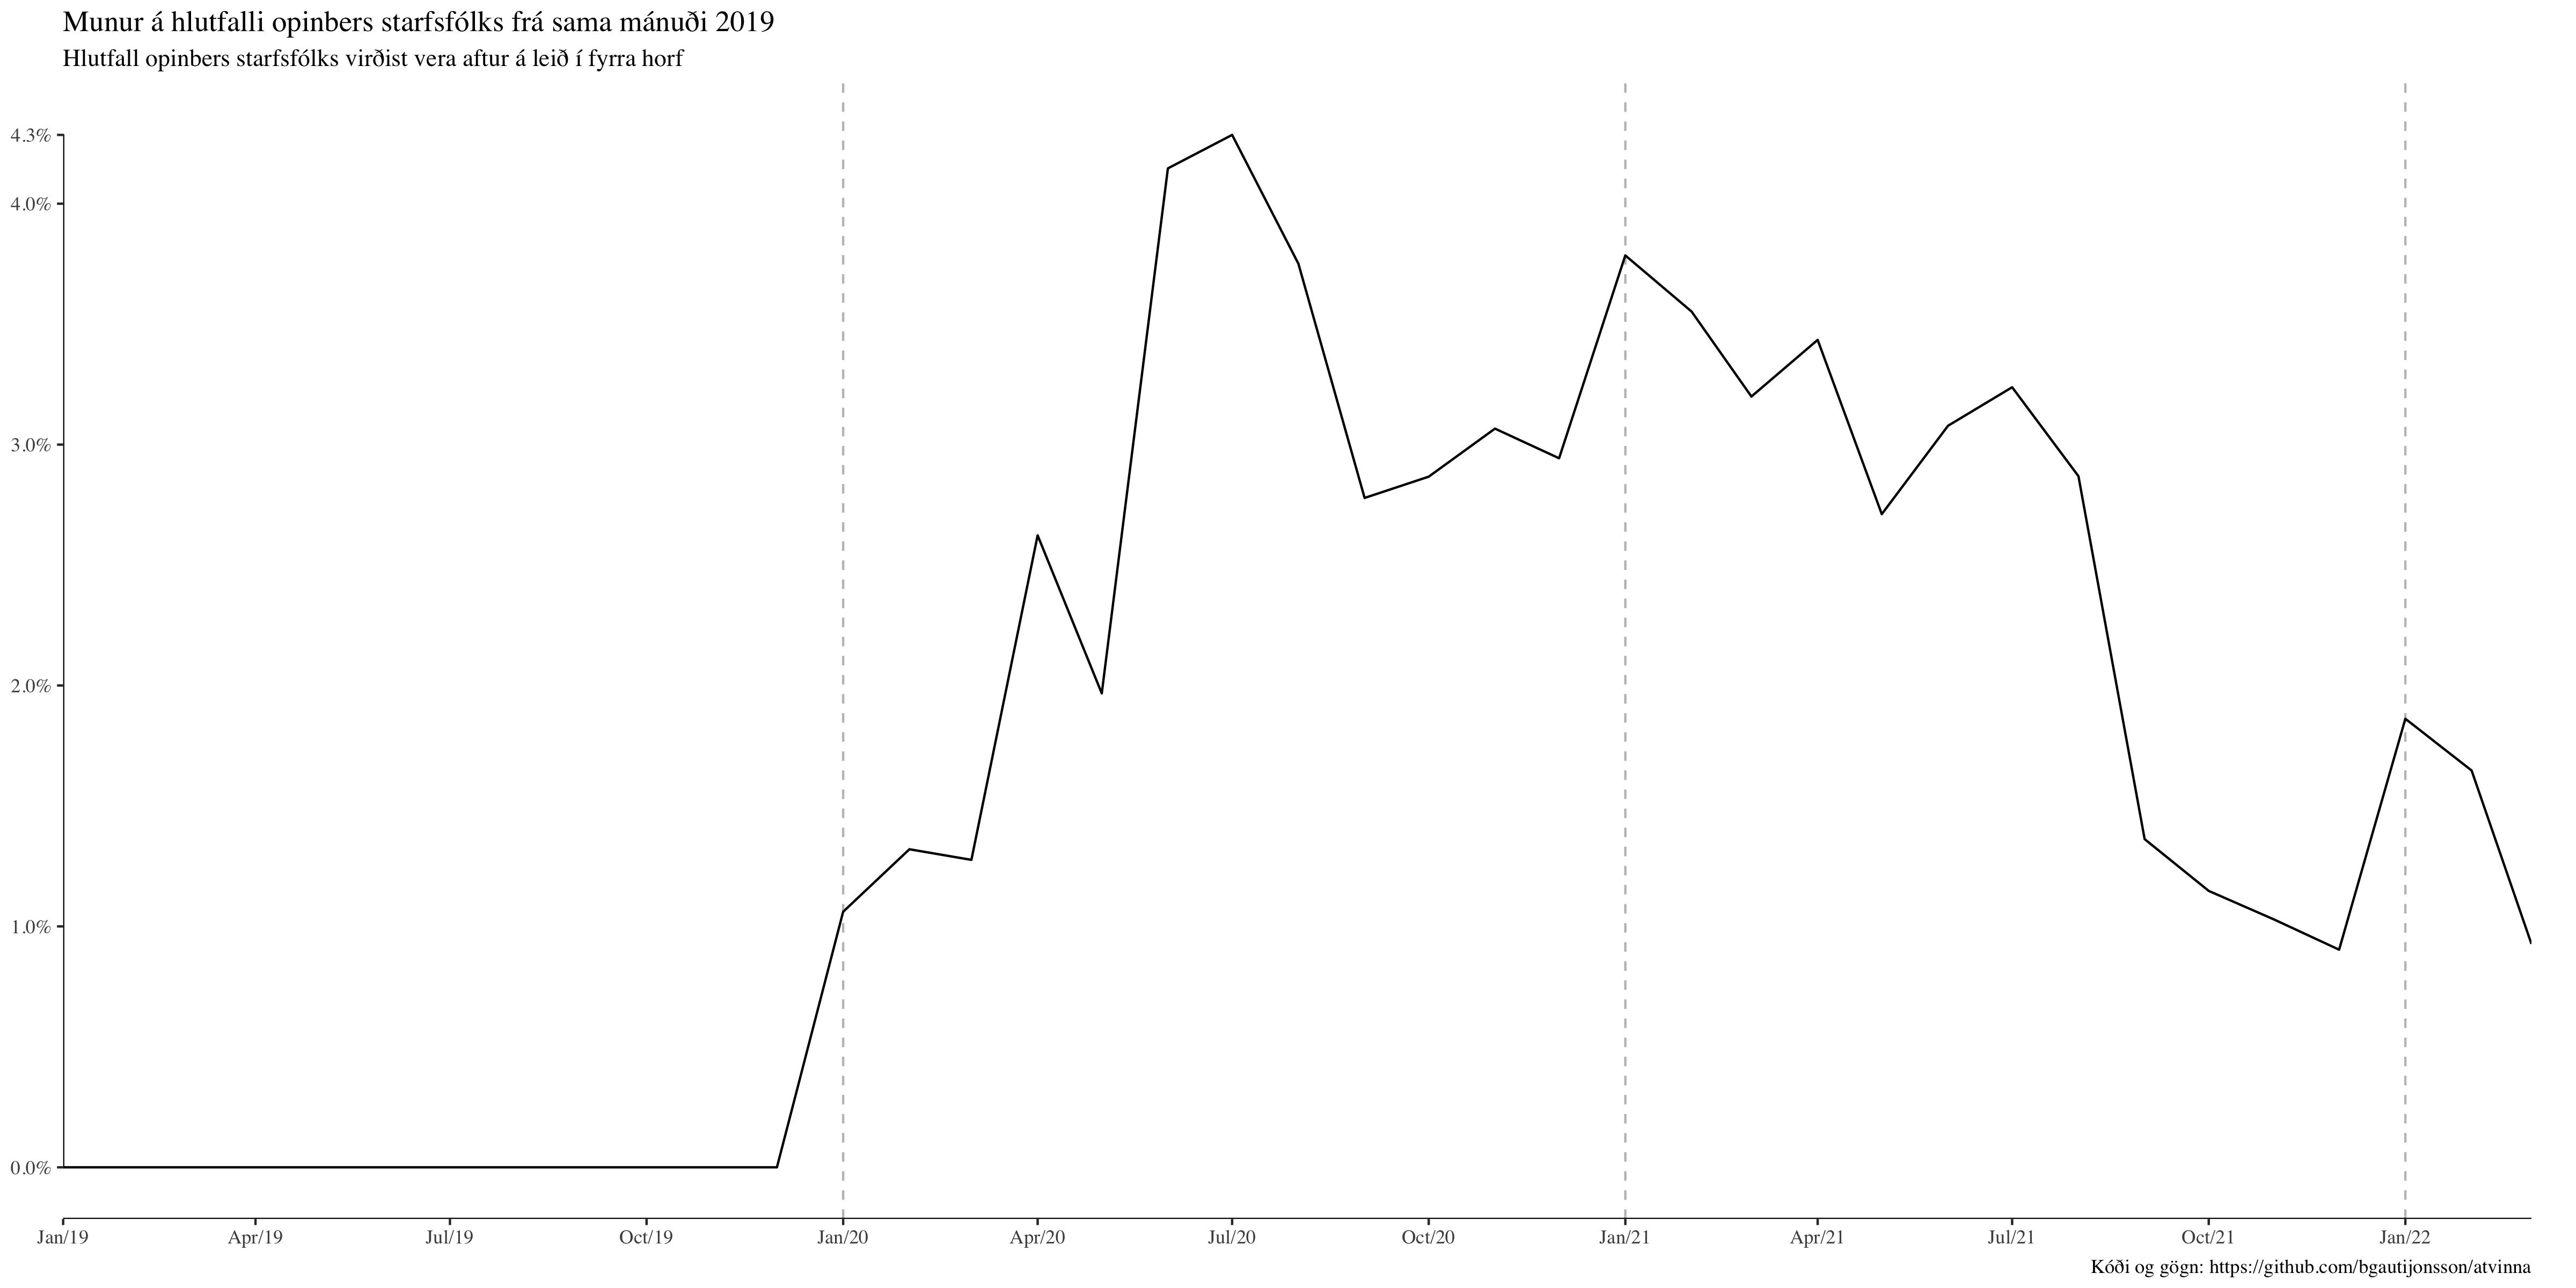 Munur á hlutfalli opinbers starfsfólks frá sama mánuði 2019
Hlutfall opinbers starfsfólks virðist vera aftur á leið í fyrra horf
4.3%
4.0%
3.0%
2.0%
1.0%
0.0%
Jan/19 Apr/19 Jul/19 Oct/19 Jan/20 Apr/20 Jul/20 Oct/20 Jan/21 Apr/21 Jul/21 Oct/21 Jan/22
Kóði og gögn: https://github.com/bgautijonsson/atvinna